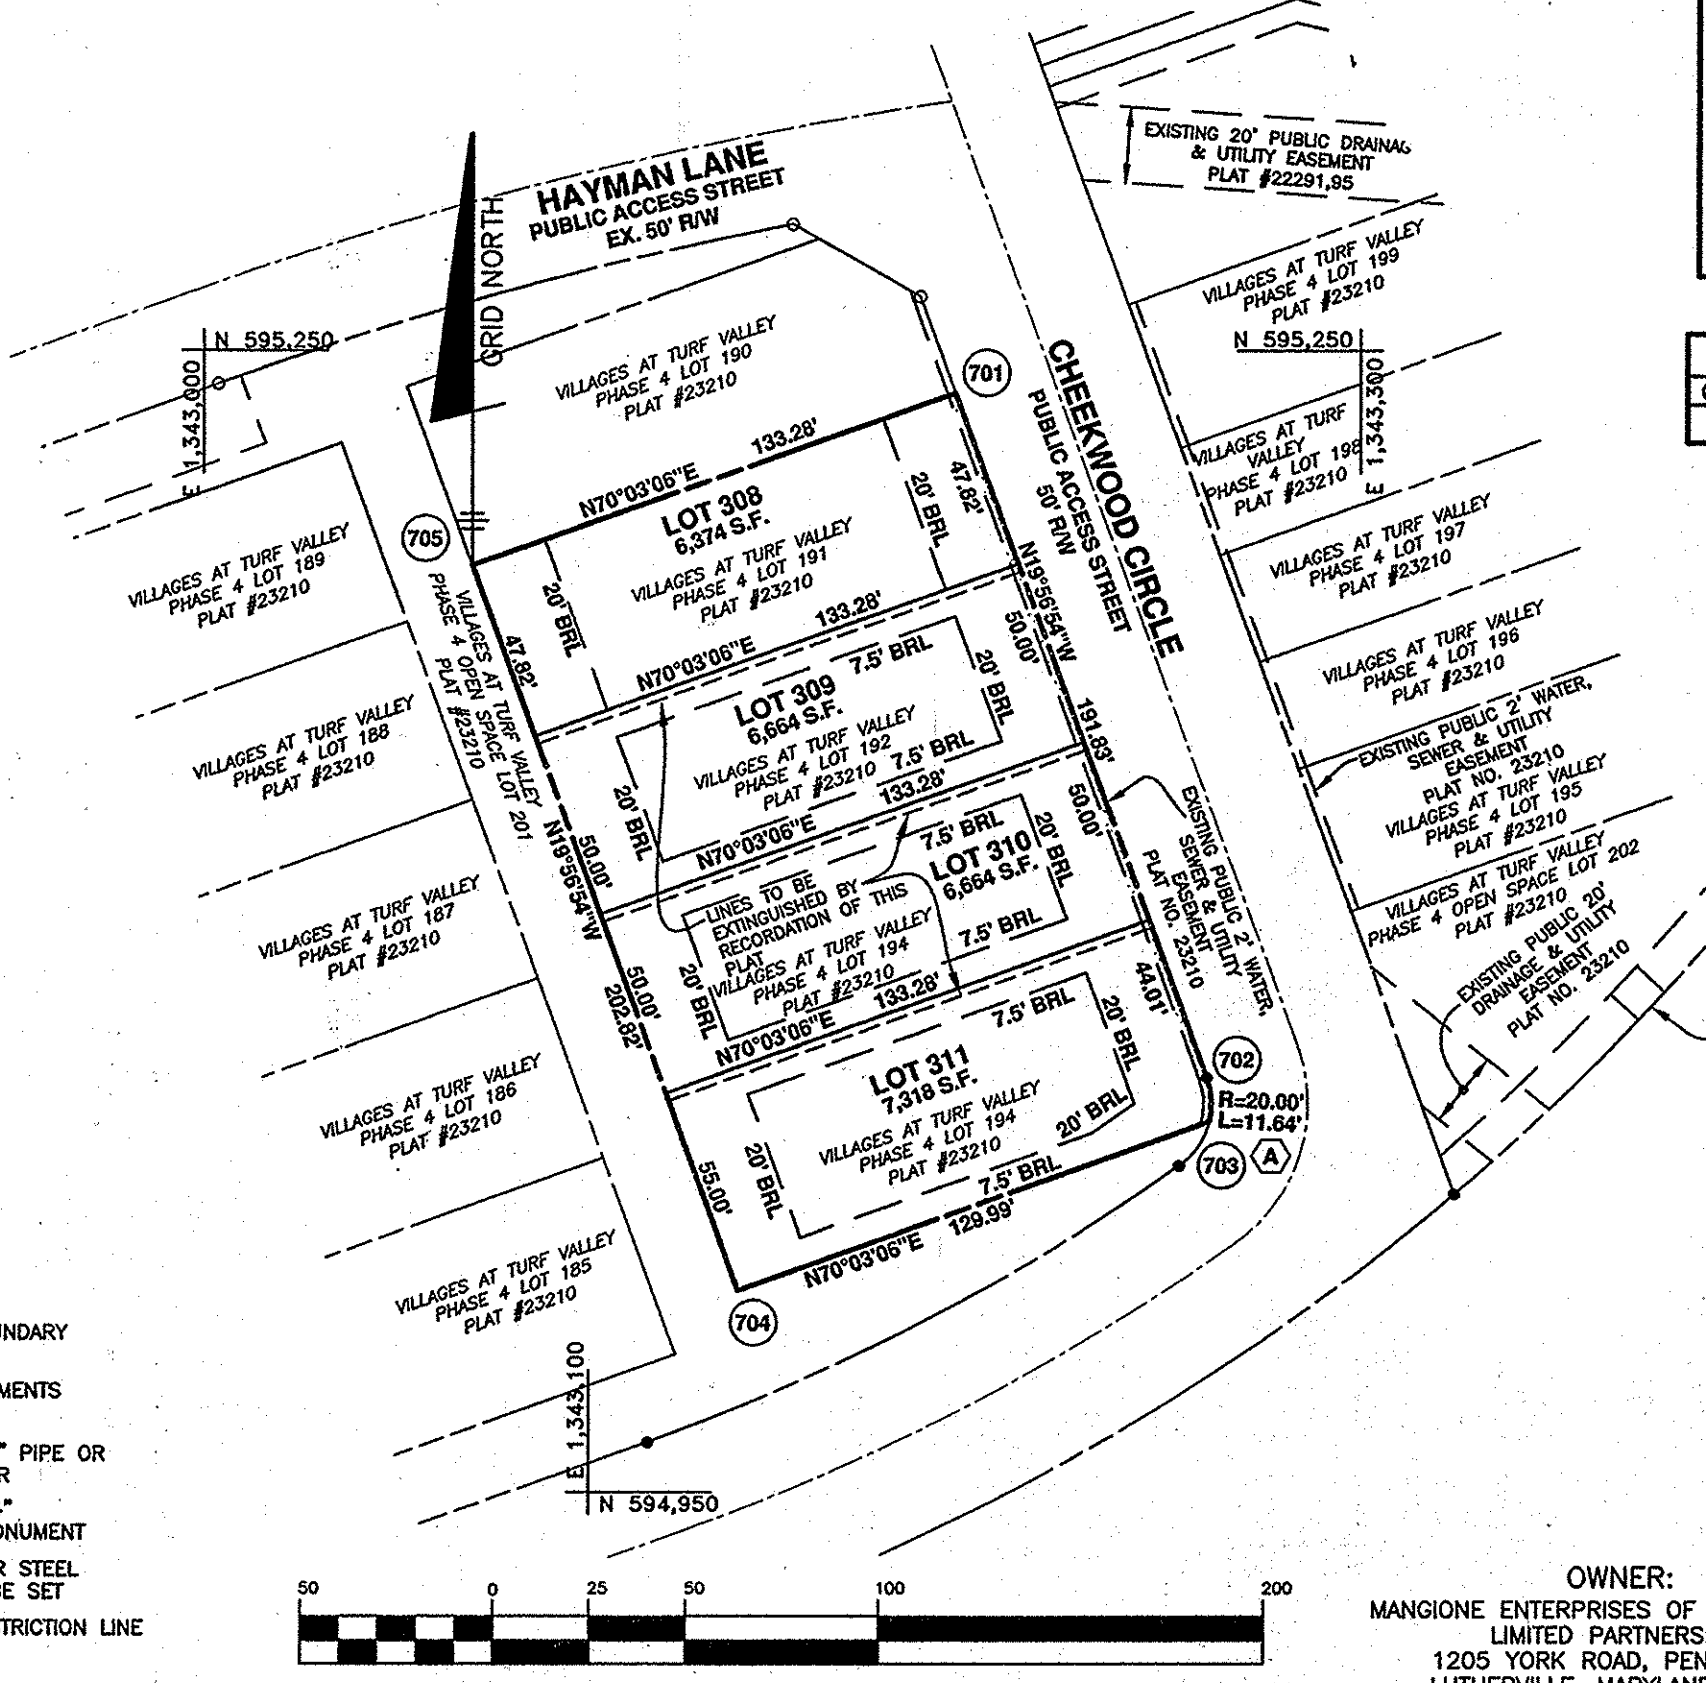 HAYMAN LANE
PUBLIC ACCESS STREET
EX. 50' R/W
GRID NORTH
EXISTING 20' PUBLIC DRAINAG
& UTILITY EASEMENT
PLAT #22291,95
N 595,250
E 1,343,000
N 595,250
E 1,343,300
VILLAGES AT TURF VALLEY
PHASE 4 LOT 199
PLAT #23210
VILLAGES AT TURF VALLEY
PHASE 4 LOT 190
PLAT #23210
701
CHEEKWOOD CIRCLE
PUBLIC ACCESS STREET
50' R/W
VILLAGES AT TURF
VALLEY
PHASE 4 LOT 198
PLAT #23210
133.28'
N70°03'06"E
LOT 308
6,374 S.F.
VILLAGES AT TURF VALLEY
PHASE 4 LOT 191
PLAT #23210
20' BRL
20' BRL
47.82'
47.82'
705
VILLAGES AT TURF VALLEY
PHASE 4 LOT 189
PLAT #23210
VILLAGES AT TURF VALLEY
PHASE 4 OPEN SPACE LOT 201
PLAT #23210
VILLAGES AT TURF VALLEY
PHASE 4 LOT 197
PLAT #23210
133.28'
N70°03'06"E
N19°56'54"W
50.00'
7.5' BRL
LOT 309
6,664 S.F.
VILLAGES AT TURF VALLEY
PHASE 4 LOT 192
PLAT #23210
7.5' BRL
20' BRL
20' BRL
191.83'
VILLAGES AT TURF VALLEY
PHASE 4 LOT 196
PLAT #23210
VILLAGES AT TURF VALLEY
PHASE 4 LOT 188
PLAT #23210
EXISTING PUBLIC 2' WATER,
SEWER & UTILITY
EASEMENT
PLAT NO. 23210
VILLAGES AT TURF VALLEY
PHASE 4 LOT 195
PLAT #23210
133.28'
N70°03'06"E
50.00'
N19°56'54"W
50.00'
7.5' BRL
LOT 310
6,664 S.F.
20' BRL
7.5' BRL
20' BRL
LINES TO BE
EXTINGUISHED BY
RECORDATION OF THIS
PLAT
VILLAGES AT TURF VALLEY
PHASE 4 LOT 194
PLAT #23210
EXISTING PUBLIC 2' WATER,
SEWER & UTILITY
EASEMENT
PLAT NO. 23210
VILLAGES AT TURF VALLEY
PHASE 4 OPEN SPACE LOT 202
PLAT #23210
EXISTING PUBLIC 20'
DRAINAGE & UTILITY
EASEMENT
PLAT NO. 23210
VILLAGES AT TURF VALLEY
PHASE 4 LOT 187
PLAT #23210
50.00'
202.82'
133.28'
N70°03'06"E
44.01'
7.5' BRL
LOT 311
7,318 S.F.
VILLAGES AT TURF VALLEY
PHASE 4 LOT 194
PLAT #23210
20' BRL
20' BRL
20' BRL
7.5' BRL
702
R=20.00'
L=11.64'
703
A
VILLAGES AT TURF VALLEY
PHASE 4 LOT 186
PLAT #23210
55.00'
129.99'
N70°03'06"E
704
VILLAGES AT TURF VALLEY
PHASE 4 LOT 185
PLAT #23210
E 1,343,100
N 594,950
UNDARY
MENTS
" PIPE OR
R
"
ONUMENT
R STEEL
BE SET
TRICTION LINE
50 0 25 50 100 200
OWNER:
MANGIONE ENTERPRISES OF
LIMITED PARTNERS
1205 YORK ROAD, PEN
LUTHERVILLE, MARYLAND